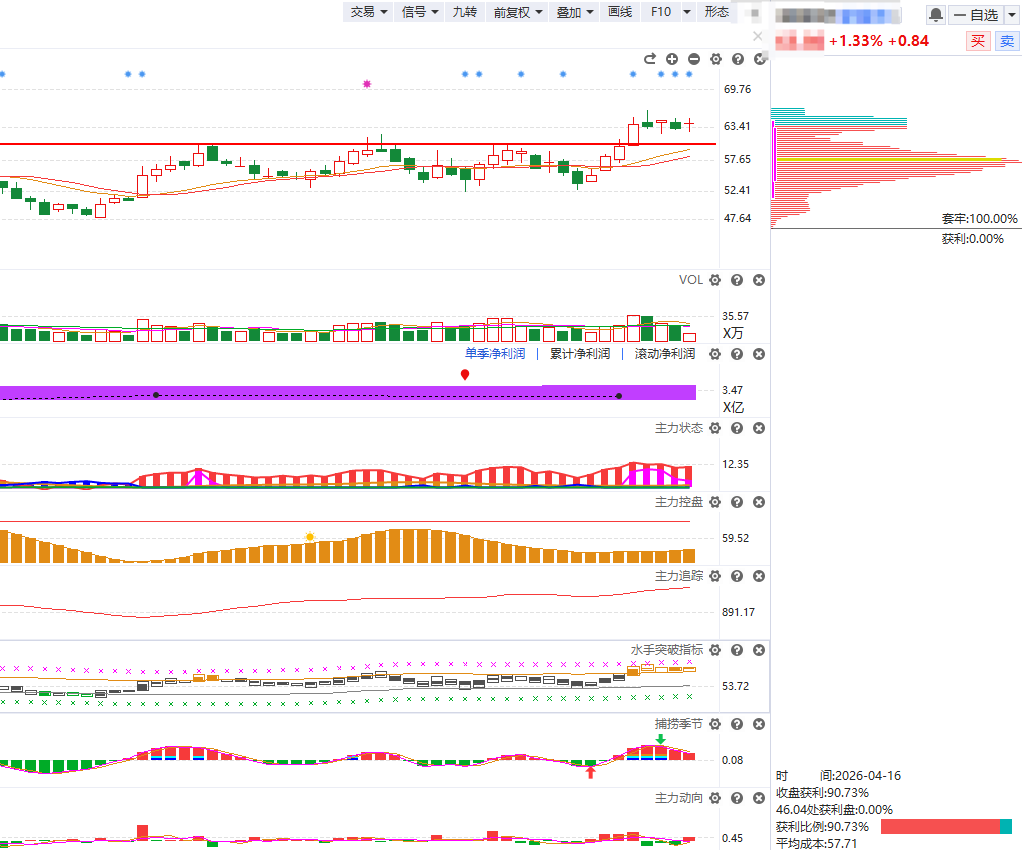 交易 信号 九转 前复权 叠加 画线 F10 形态
自选
+1.33% +0.84 买 卖
69.76
63.41
57.65
52.41
47.64
套牢:100.00%
获利:0.00%
VOL
35.57
X万
单季净利润 | 累计净利润 | 滚动净利润
3.47
X亿
主力状态
12.35
主力控盘
59.52
主力追踪
891.17
水手突破指标
53.72
捕捞季节
0.08
主力动向
0.45
时 间:2026-04-16
收盘获利:90.73%
46.04处获利盘:0.00%
获利比例:90.73%
平均成本:57.71